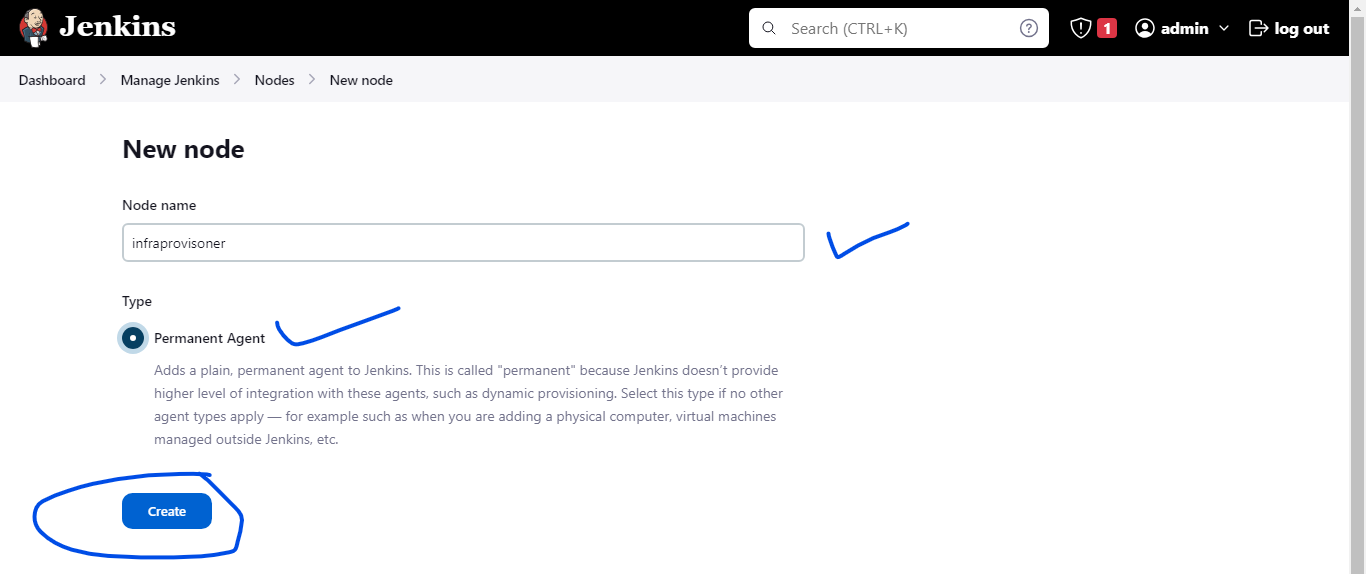 Jenkins
Search (CTRL+K)
1
admin
log out
Dashboard
Manage Jenkins
Nodes
New node
New node
Node name
infraprovisoner
Type
Permanent Agent
Adds a plain, permanent agent to Jenkins. This is called "permanent" because Jenkins doesn't provide
higher level of integration with these agents, such as dynamic provisioning. Select this type if no other
agent types apply — for example such as when you are adding a physical computer, virtual machines
managed outside Jenkins, etc.
Create